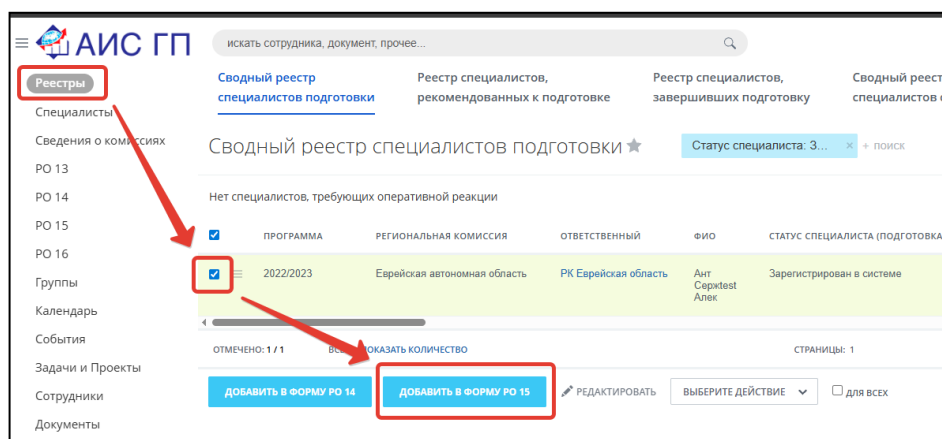 АИС ГП
искать сотрудника, документ, прочее...
Реестры
Специалисты
Сведения о комиссиях
РО 13
РО 14
РО 15
РО 16
Группы
Календарь
События
Задачи и Проекты
Сотрудники
Документы
Сводный реестр
специалистов подготовки
Реестр специалистов,
рекомендованных к подготовке
Реестр специалистов,
завершивших подготовку
Сводный реест
специалистов
Сводный реестр специалистов подготовки
Статус специалиста: З... × + поиск
Нет специалистов, требующих оперативной реакции
ПРОГРАММА РЕГИОНАЛЬНАЯ КОМИССИЯ ОТВЕТСТВЕННЫЙ ФИО СТАТУС СПЕЦИАЛИСТА (ПОДГОТОВКА
2022/2023 Еврейская автономная область РК Еврейская область Ант Зарегистрирован в системе
Сержtest
Алек
ОТМЕЧЕНО: 1 / 1 ПОКАЗАТЬ КОЛИЧЕСТВО СТРАНИЦЫ: 1
ДОБАВИТЬ В ФОРМУ РО 14 ДОБАВИТЬ В ФОРМУ РО 15 РЕДАКТИРОВАТЬ ВЫБЕРИТЕ ДЕЙСТВИЕ ДЛЯ ВСЕХ